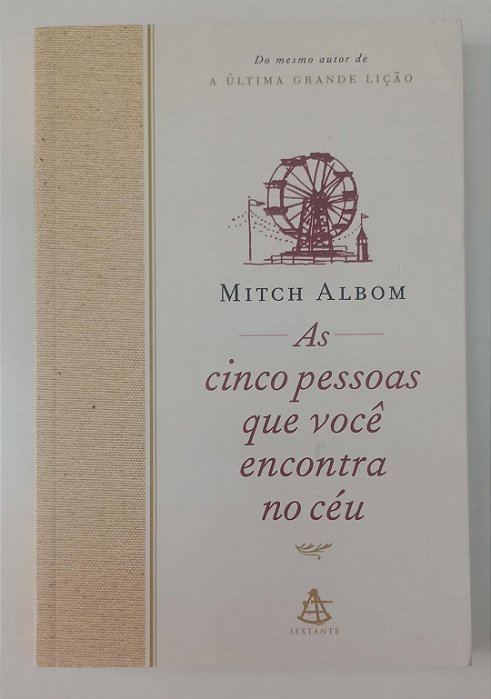 Do mesmo autor de
A ÚLTIMA GRANDE LIÇÃO
MITCH ALBOM
As
cinco pessoas
que você
encontra
no céu
SEXTANTE